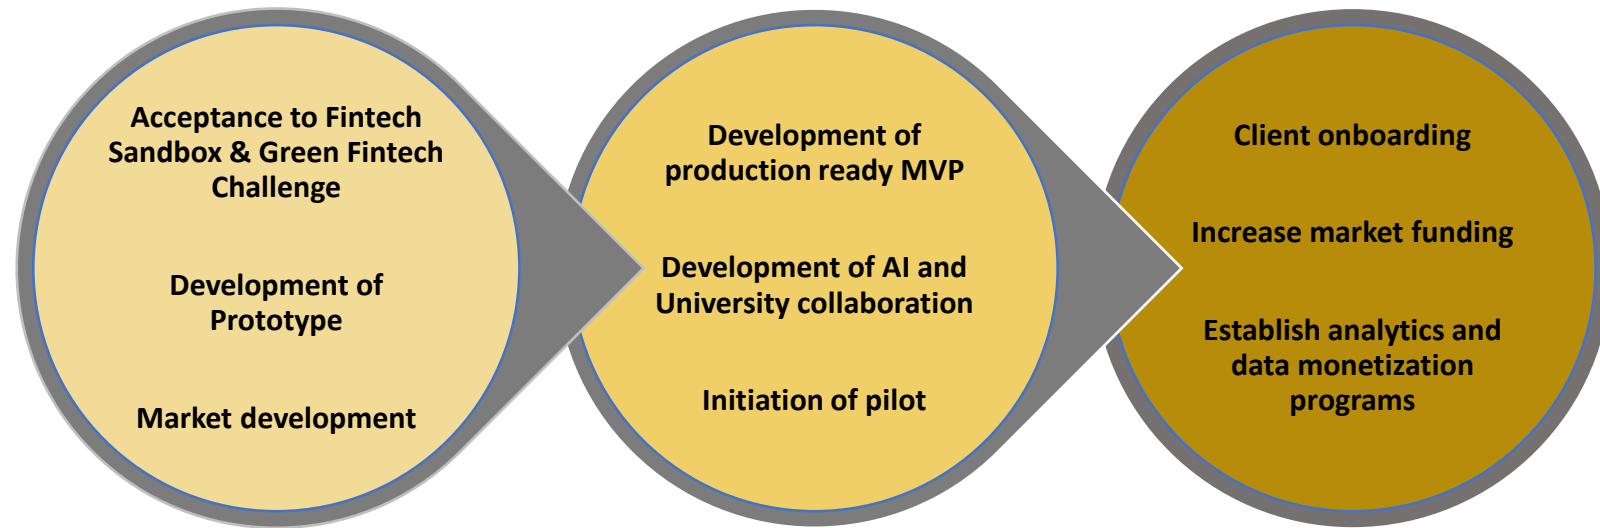 Acceptance to Fintech
Sandbox & Green Fintech
Challenge
Development of
Prototype
Market development
Development of
production ready MVP
Development of AI and
University collaboration
Initiation of pilot
Client onboarding
Increase market funding
Establish analytics and
data monetization
programs